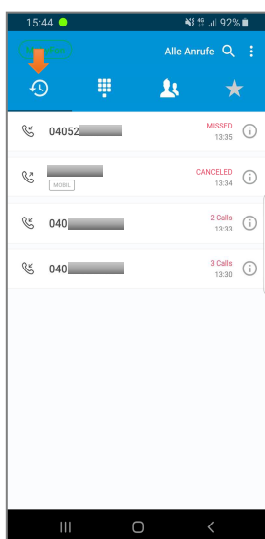 15:44 92%
Alle Anrufe
04052 MISSED
13:35
CANCELED
MOBIL 13:34
040 2 Calls
13:33
040 3 Calls
13:30